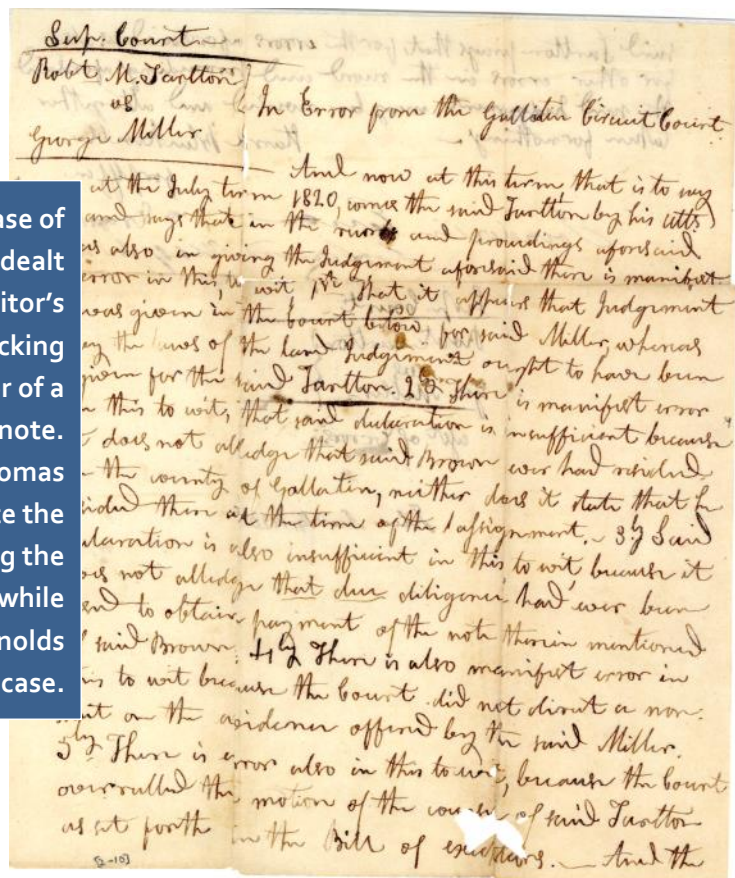 Sup. Court
Robt M. Tarlton
vs
George Miller
In Error from the Gallatin Circuit Court
And now at this term that is to say
at the July term 1820, comes the said Tarlton by his atts
and says that in the record and proceedings aforesaid
as also in giving the Judgement aforesaid there is manifest
error in this, to wit 1st That it appears that Judgement
was given in the Court below for said Miller, whereas
by the laws of the land Judgement ought to have been
given for the said Tarlton. 2d There is manifest error
in this to wit, that said declaration is insufficient because
it does not alledge that said Brown ever had resided
the county of Gallatin, neither does it state that he
resided there at the time of the assignment. 3ly Said
declaration is also insufficient in this to wit because it
does not alledge that due diligence had ever been
used to obtain payment of the note therein mentioned
said Brown. 4ly There is also manifest error in
this to wit because the Court did not direct a non-
suit on the evidence offered by the said Miller.
5ly There is error also in this to wit, because the Court
overrulled the motion of the counsel of said Tarlton
as set forth in the Bill of exceptions. And the
nse of
dealt
itor's
cking
r of a
note.
omas
te the
g the
while
nolds
case.